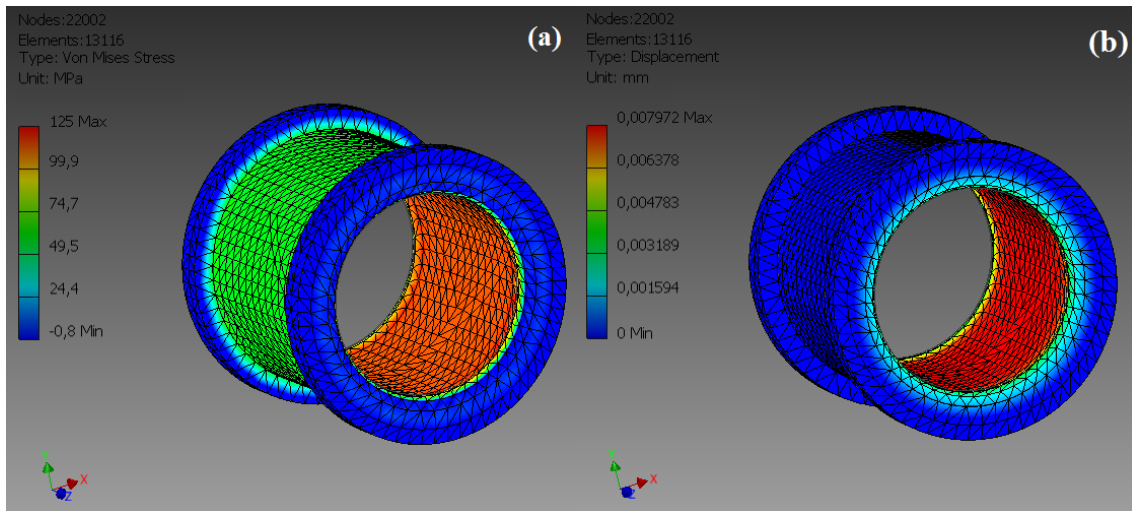 Nodes:22002
Elements:13116
Type: Von Mises Stress
Unit: MPa
(a)
125 Max
99,9
74,7
49,5
24,4
-0,8 Min
Y
X
Z
Nodes:22002
Elements:13116
Type: Displacement
Unit: mm
(b)
0,007972 Max
0,006378
0,004783
0,003189
0,001594
0 Min
Y
X
Z